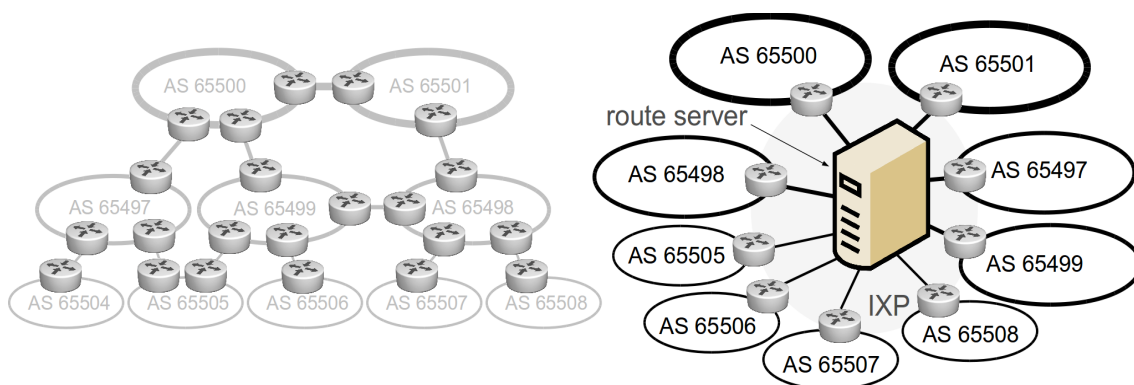 AS 65500
AS 65501
AS 65497
AS 65499
AS 65498
AS 65504
AS 65505
AS 65506
AS 65507
AS 65508
AS 65500
AS 65501
route server
AS 65498
AS 65497
AS 65505
AS 65499
AS 65506
IXP
AS 65508
AS 65507